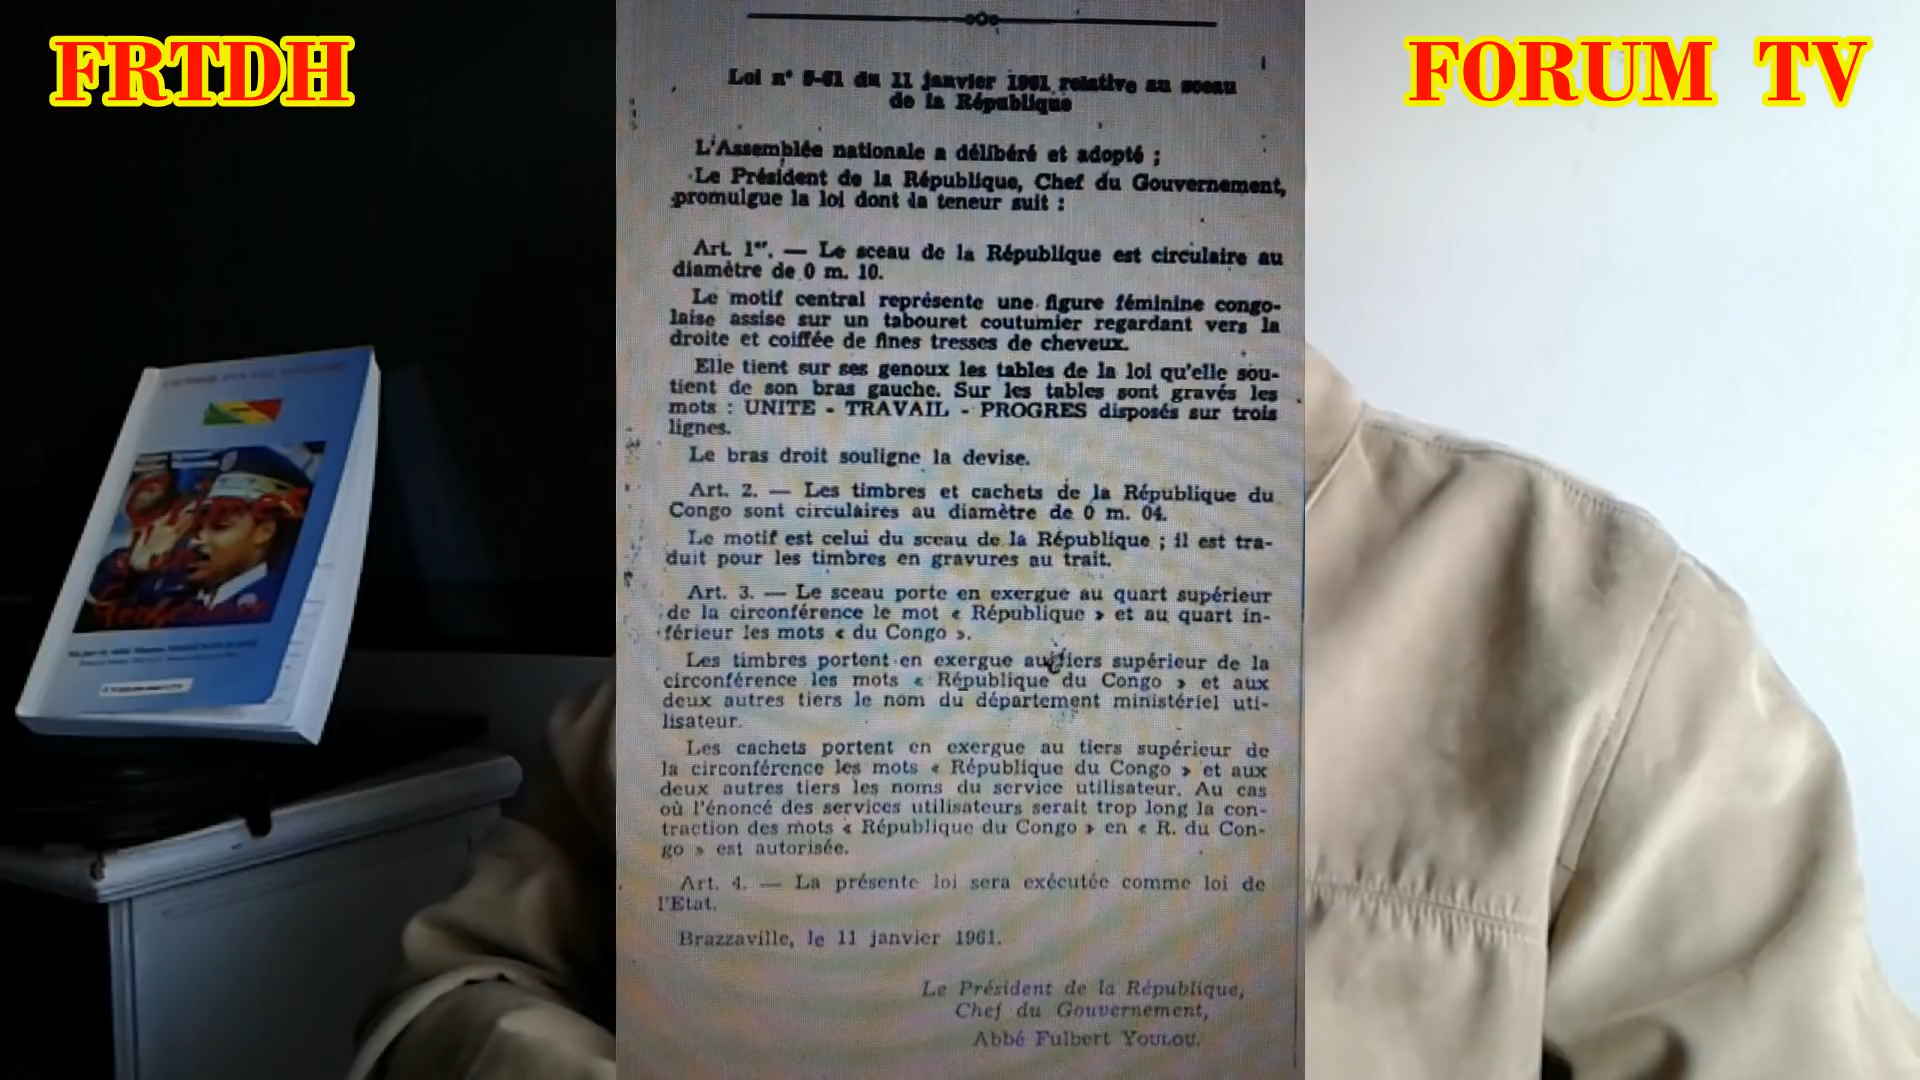 FRTDH
FORUM TV
Loi n° 8-61 du 11 janvier 1961 relative au sceau
de la République
L'Assemblée nationale a délibéré et adopté ;
Le Président de la République, Chef du Gouvernement,
promulgue la loi dont la teneur suit :
Art. 1er. — Le sceau de la République est circulaire au
diamètre de 0 m. 10.
Le motif central représente une figure féminine congo-
laise assise sur un tabouret coutumier regardant vers la
droite et coiffée de fines tresses de cheveux.
Elle tient sur ses genoux les tables de la loi qu'elle sou-
tient de son bras gauche. Sur les tables sont gravés les
mots : UNITE - TRAVAIL - PROGRES disposés sur trois
lignes.
Le bras droit souligne la devise.
Art. 2. — Les timbres et cachets de la République du
Congo sont circulaires au diamètre de 0 m. 04.
Le motif est celui du sceau de la République ; il est tra-
duit pour les timbres en gravures au trait.
Art. 3. — Le sceau porte en exergue au quart supérieur
de la circonférence le mot « République » et au quart in-
férieur les mots « du Congo ».
Les timbres portent en exergue au tiers supérieur de la
circonférence les mots « République du Congo » et aux
deux autres tiers le nom du département ministériel uti-
lisateur.
Les cachets portent en exergue au tiers supérieur de
la circonférence les mots « République du Congo » et aux
deux autres tiers les noms du service utilisateur. Au cas
où l'énoncé des services utilisateurs serait trop long la con-
traction des mots « République du Congo » en « R. du Con-
go » est autorisée.
Art. 4. — La présente loi sera exécutée comme loi de
l'Etat.
Brazzaville, le 11 janvier 1961.
Le Président de la République,
Chef du Gouvernement,
Abbé Fulbert YOULOU.